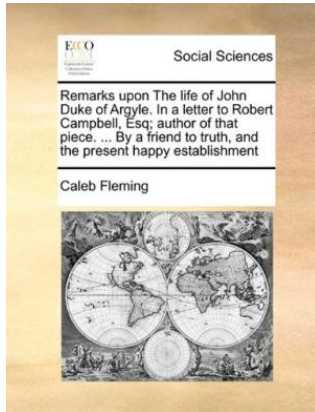 ECCO
Social Sciences
Remarks upon The life of John
Duke of Argyle. In a letter to Robert
Campbell, Esq; author of that
piece. ... By a friend to truth, and
the present happy establishment
Caleb Fleming